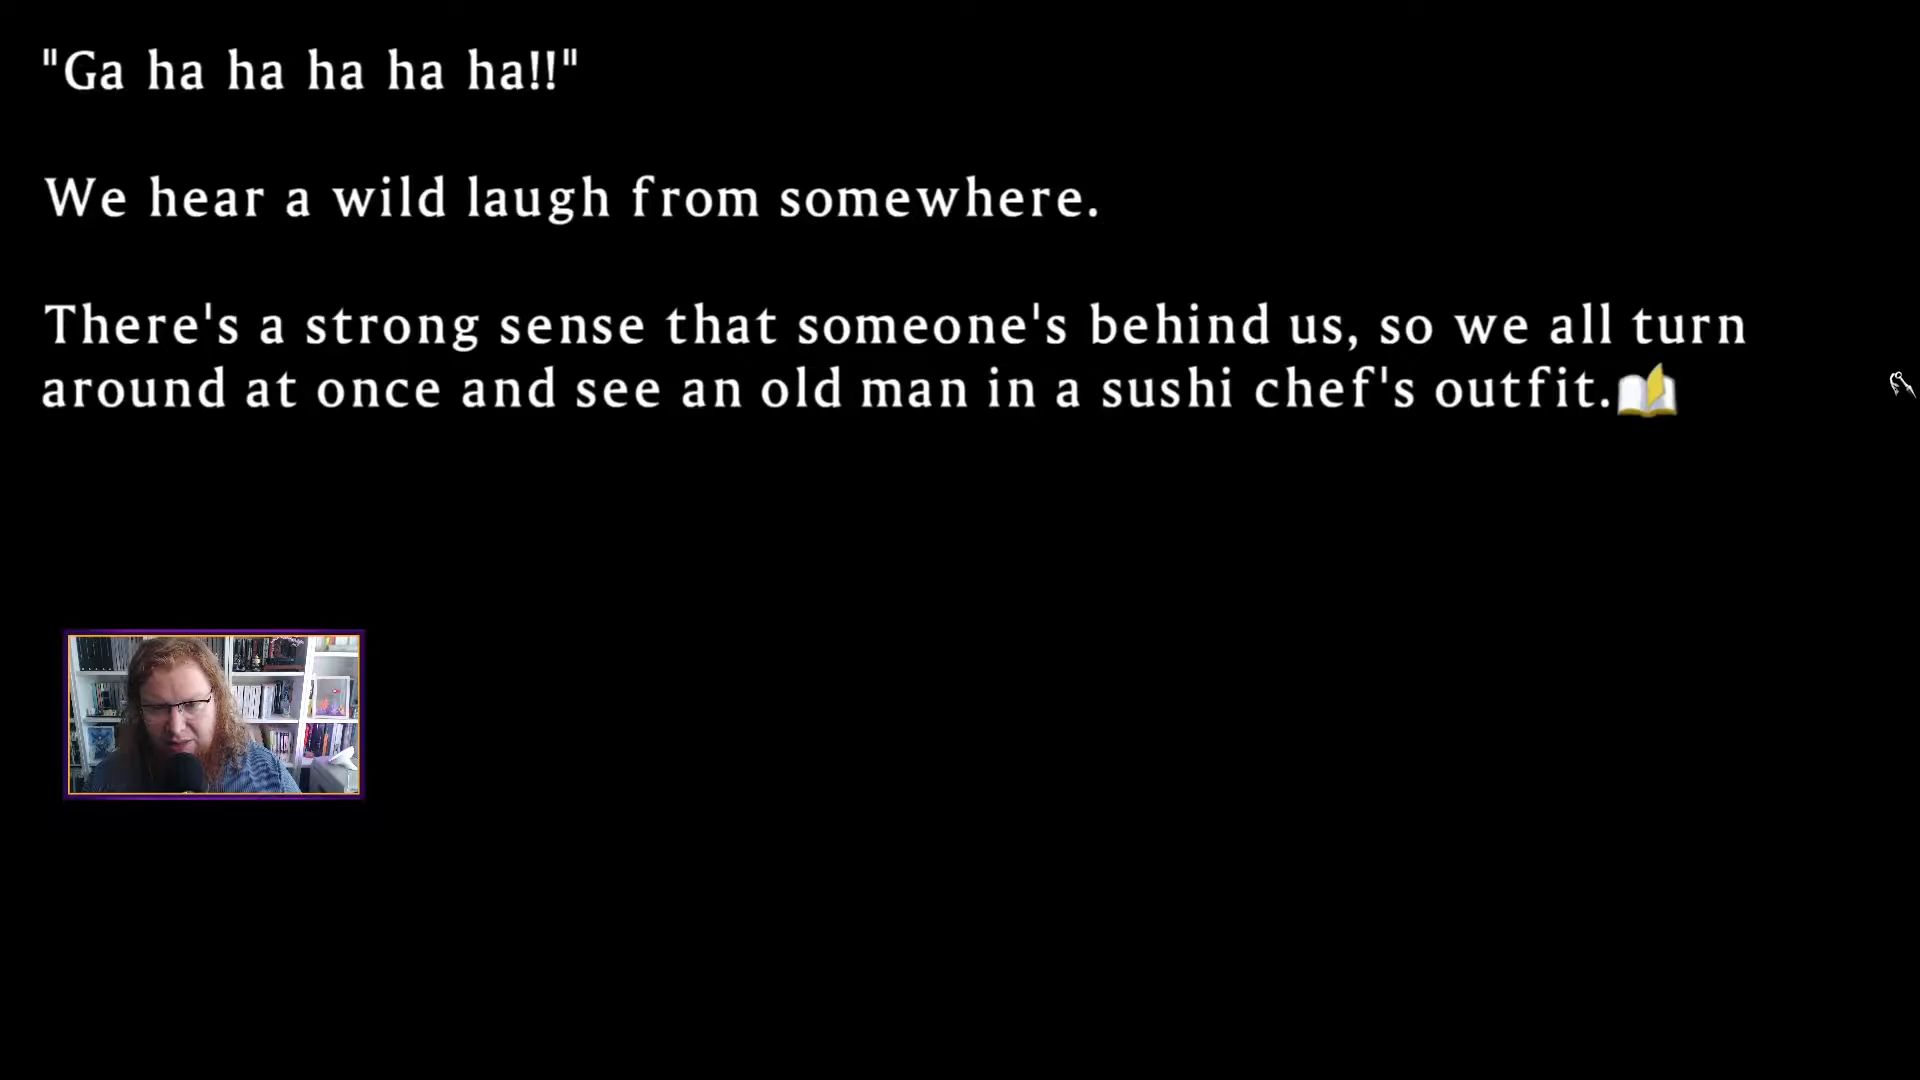 "Ga ha ha ha ha ha!!"
We hear a wild laugh from somewhere.
There's a strong sense that someone's behind us, so we all turn
around at once and see an old man in a sushi chef's outfit.